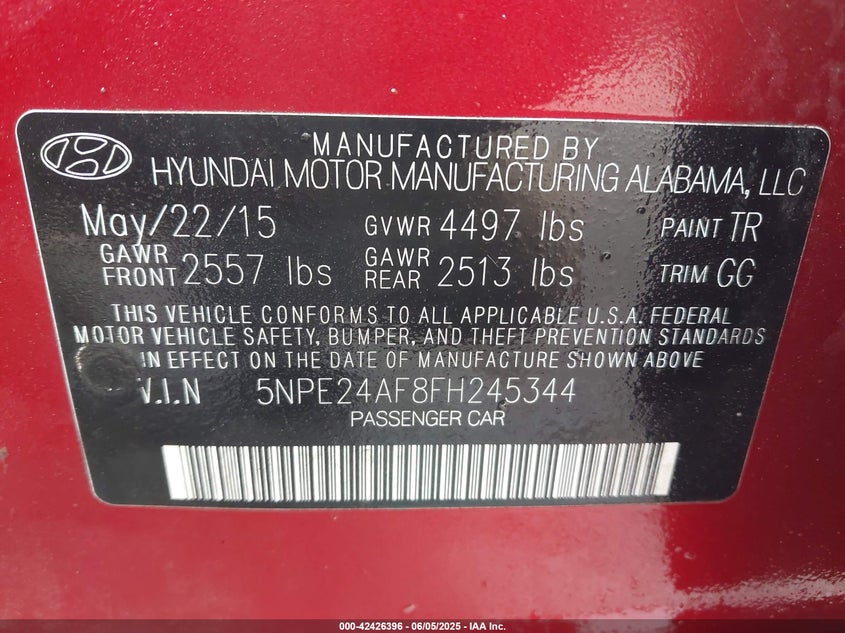 MANUFACTURED BY
HYUNDAI MOTOR MANUFACTURING ALABAMA, LLC
May/22/15 GVWR 4497 lbs PAINT TR
GAWR FRONT 2557 lbs GAWR REAR 2513 lbs TRIM GG
THIS VEHICLE CONFORMS TO ALL APPLICABLE U.S.A. FEDERAL
MOTOR VEHICLE SAFETY, BUMPER, AND THEFT PREVENTION STANDARDS
IN EFFECT ON THE DATE OF MANUFACTURE SHOWN ABOVE
V.I.N 5NPE24AF8FH245344
PASSENGER CAR
000-42426396 - 06/05/2025 - IAA Inc.